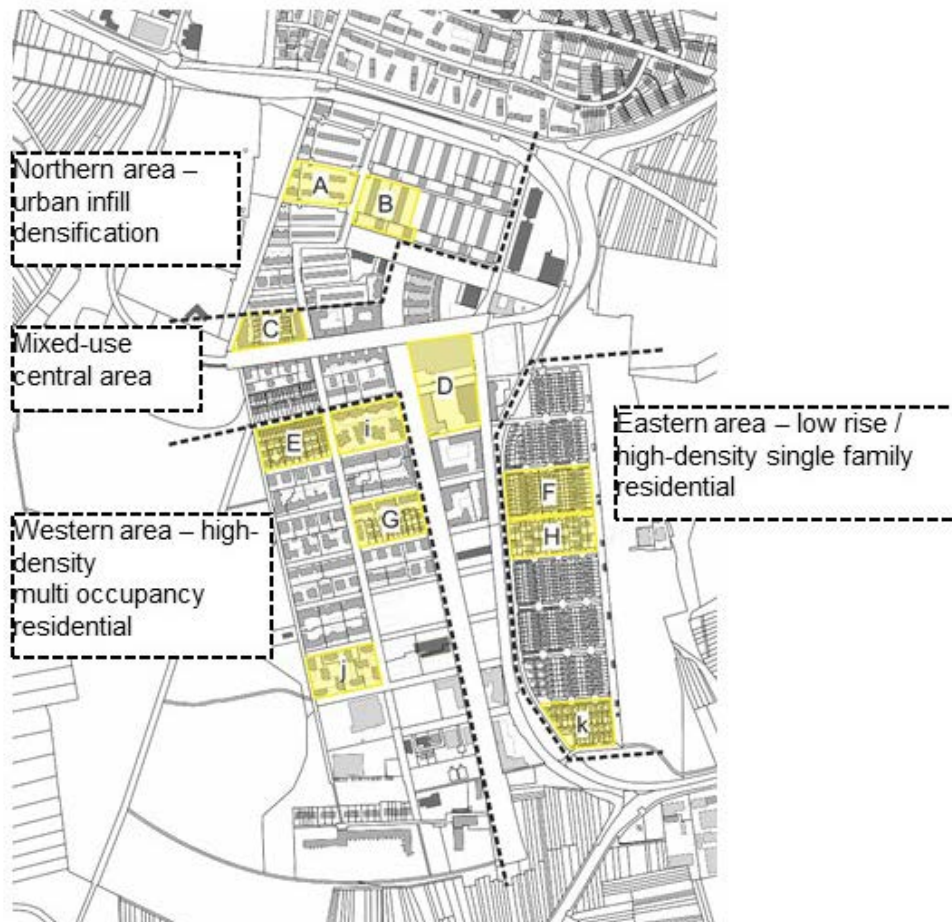 Northern area –
urban infill
densification
A
B
C
Mixed-use
central area
D
E
i
Eastern area – low rise /
high-density single family
residential
F
G
H
Western area – high-
density
multi occupancy
residential
j
k